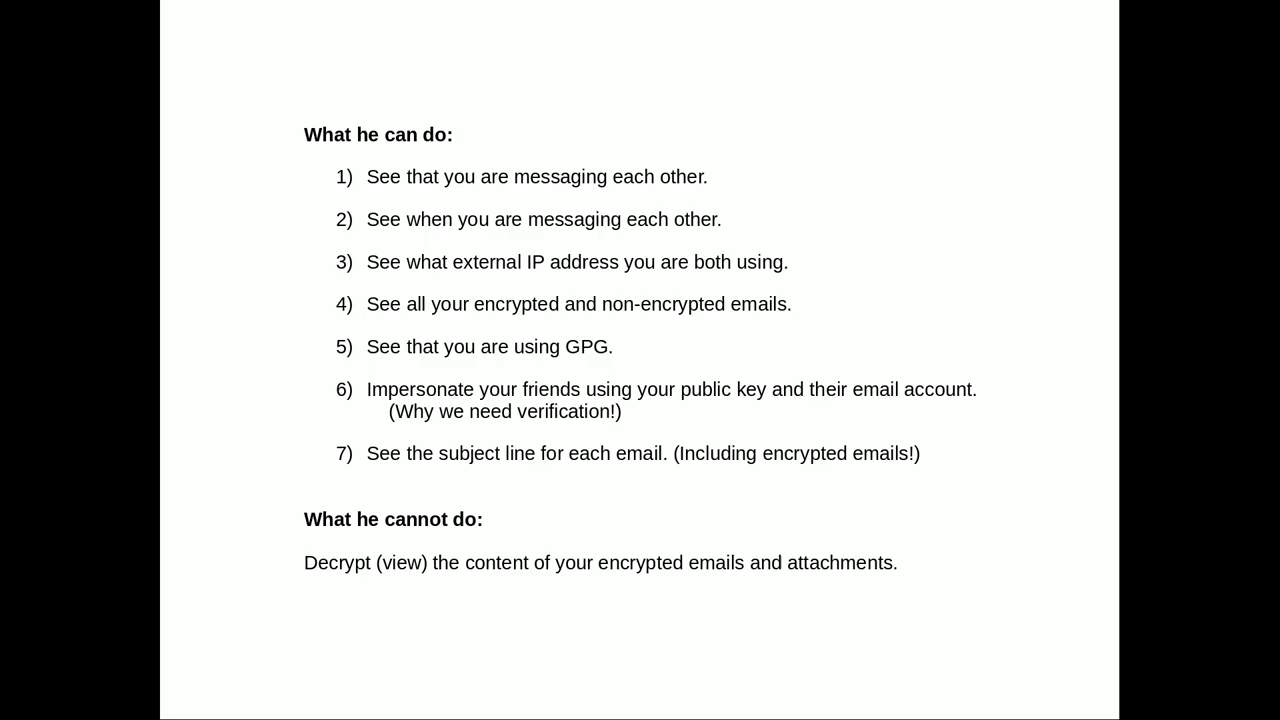 What he can do:
1) See that you are messaging each other.
2) See when you are messaging each other.
3) See what external IP address you are both using.
4) See all your encrypted and non-encrypted emails.
5) See that you are using GPG.
6) Impersonate your friends using your public key and their email account.
(Why we need verification!)
7) See the subject line for each email. (Including encrypted emails!)
What he cannot do:
Decrypt (view) the content of your encrypted emails and attachments.